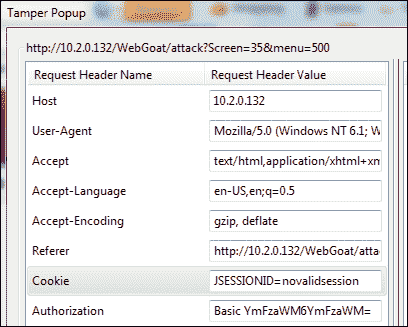 Tamper Popup
http://10.2.0.132/WebGoat/attack?Screen=35&menu=500
Request Header Name Request Header Value
Host 10.2.0.132
User-Agent Mozilla/5.0 (Windows NT 6.1; W
Accept text/html,application/xhtml+xn
Accept-Language en-US,en;q=0.5
Accept-Encoding gzip, deflate
Referer http://10.2.0.132/WebGoat/atta
Cookie JSESSIONID=novalidsession
Authorization Basic YmFzaWM6YmFzaWM=